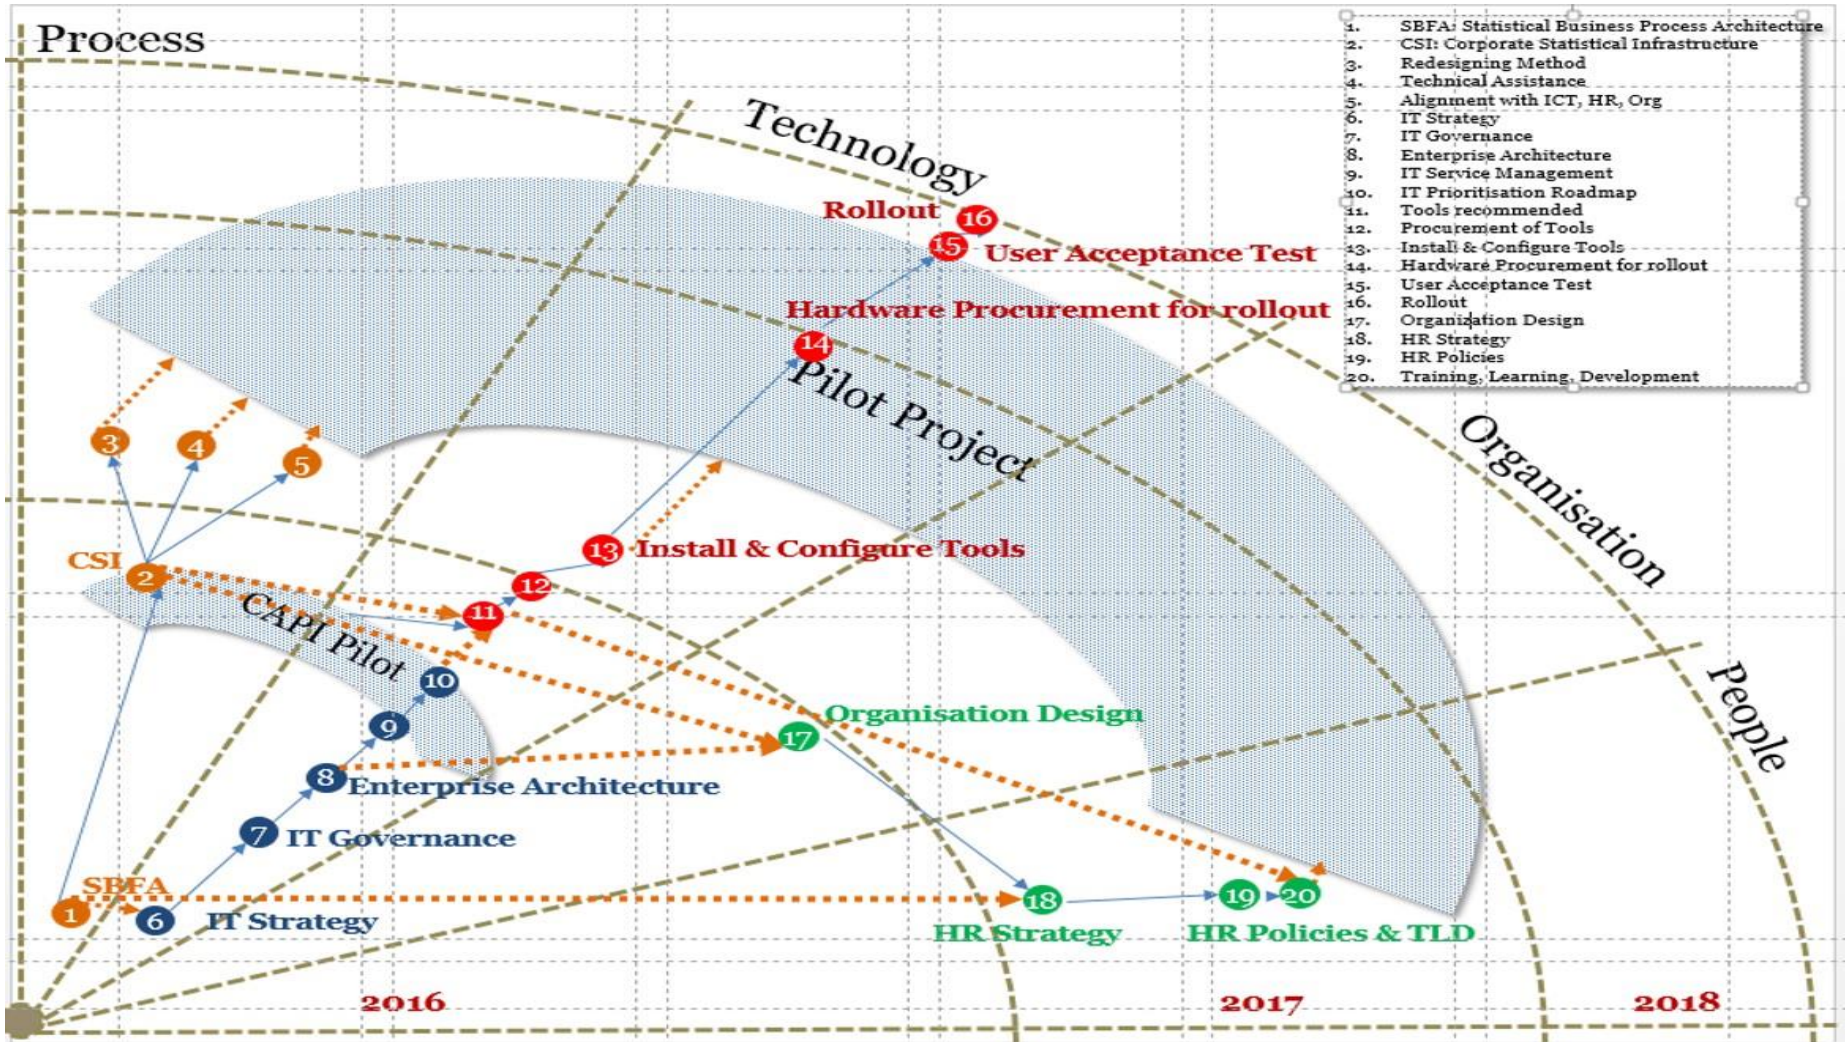 Process
Technology
Organisation
People
1. SBFA: Statistical Business Process Architecture
2. CSI: Corporate Statistical Infrastructure
3. Redesigning Method
4. Technical Assistance
5. Alignment with ICT, HR, Org
6. IT Strategy
7. IT Governance
8. Enterprise Architecture
9. IT Service Management
10. IT Prioritisation Roadmap
11. Tools recommended
12. Procurement of Tools
13. Install & Configure Tools
14. Hardware Procurement for rollout
15. User Acceptance Test
16. Rollout
17. Organization Design
18. HR Strategy
19. HR Policies
20. Training, Learning, Development
Rollout
16
15
User Acceptance Test
Hardware Procurement for rollout
14
Pilot Project
3
4
5
CSI
2
13
Install & Configure Tools
12
11
CAPI Pilot
10
9
8
Enterprise Architecture
7
IT Governance
17
Organisation Design
SBFA
1
6
IT Strategy
18
HR Strategy
19
20
HR Policies & TLD
2016
2017
2018